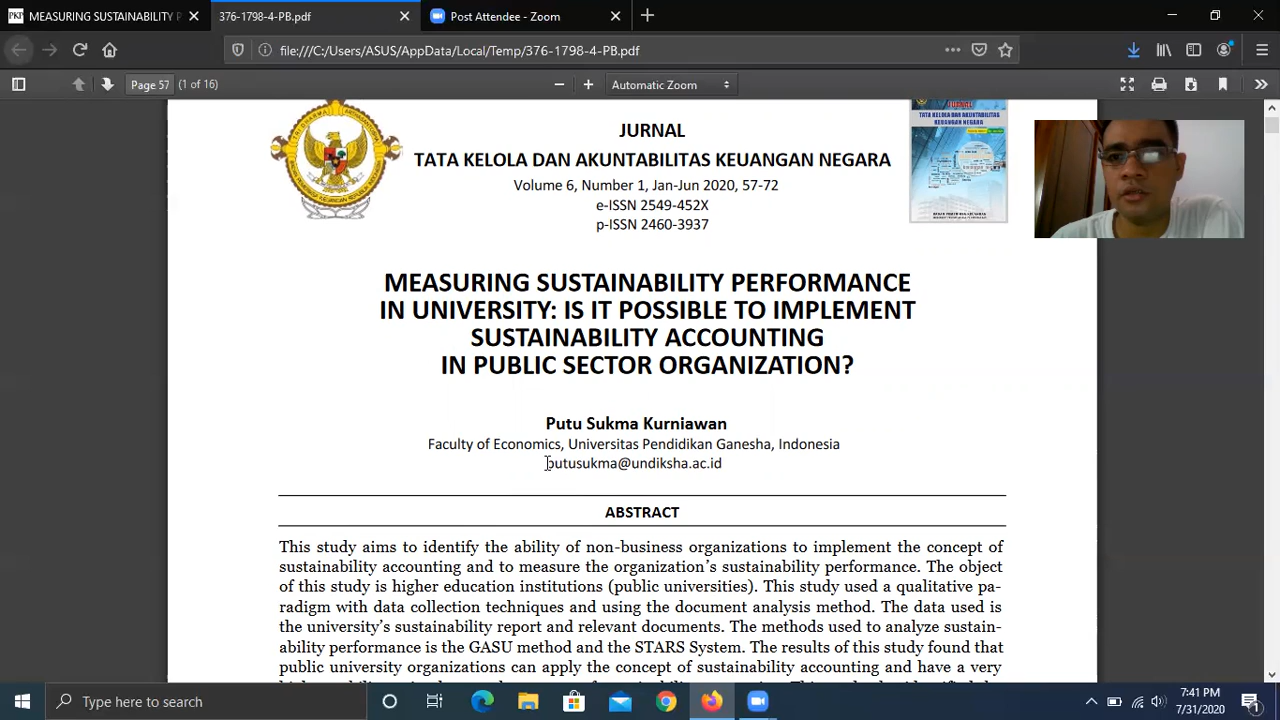 MEASURING SUSTAINABILITY P
376-1798-4-PB.pdf
Post Attendee - Zoom
file:///C:/Users/ASUS/AppData/Local/Temp/376-1798-4-PB.pdf
Page 57 (1 of 16)
Automatic Zoom
JURNAL
TATA KELOLA DAN AKUNTABILITAS KEUANGAN NEGARA
Volume 6, Number 1, Jan-Jun 2020, 57-72
e-ISSN 2549-452X
p-ISSN 2460-3937
JURNAL
TATA KELOLA DAN AKUNTABILITAS
KEUANGAN NEGARA
MEASURING SUSTAINABILITY PERFORMANCE
IN UNIVERSITY: IS IT POSSIBLE TO IMPLEMENT
SUSTAINABILITY ACCOUNTING
IN PUBLIC SECTOR ORGANIZATION?
Putu Sukma Kurniawan
Faculty of Economics, Universitas Pendidikan Ganesha, Indonesia
putusukma@undiksha.ac.id
ABSTRACT
This study aims to identify the ability of non-business organizations to implement the concept of
sustainability accounting and to measure the organization's sustainability performance. The object
of this study is higher education institutions (public universities). This study used a qualitative pa-
radigm with data collection techniques and using the document analysis method. The data used is
the university's sustainability report and relevant documents. The methods used to analyze sustain-
ability performance is the GASU method and the STARS System. The results of this study found that
public university organizations can apply the concept of sustainability accounting and have a very
Type here to search
7:41 PM
7/31/2020